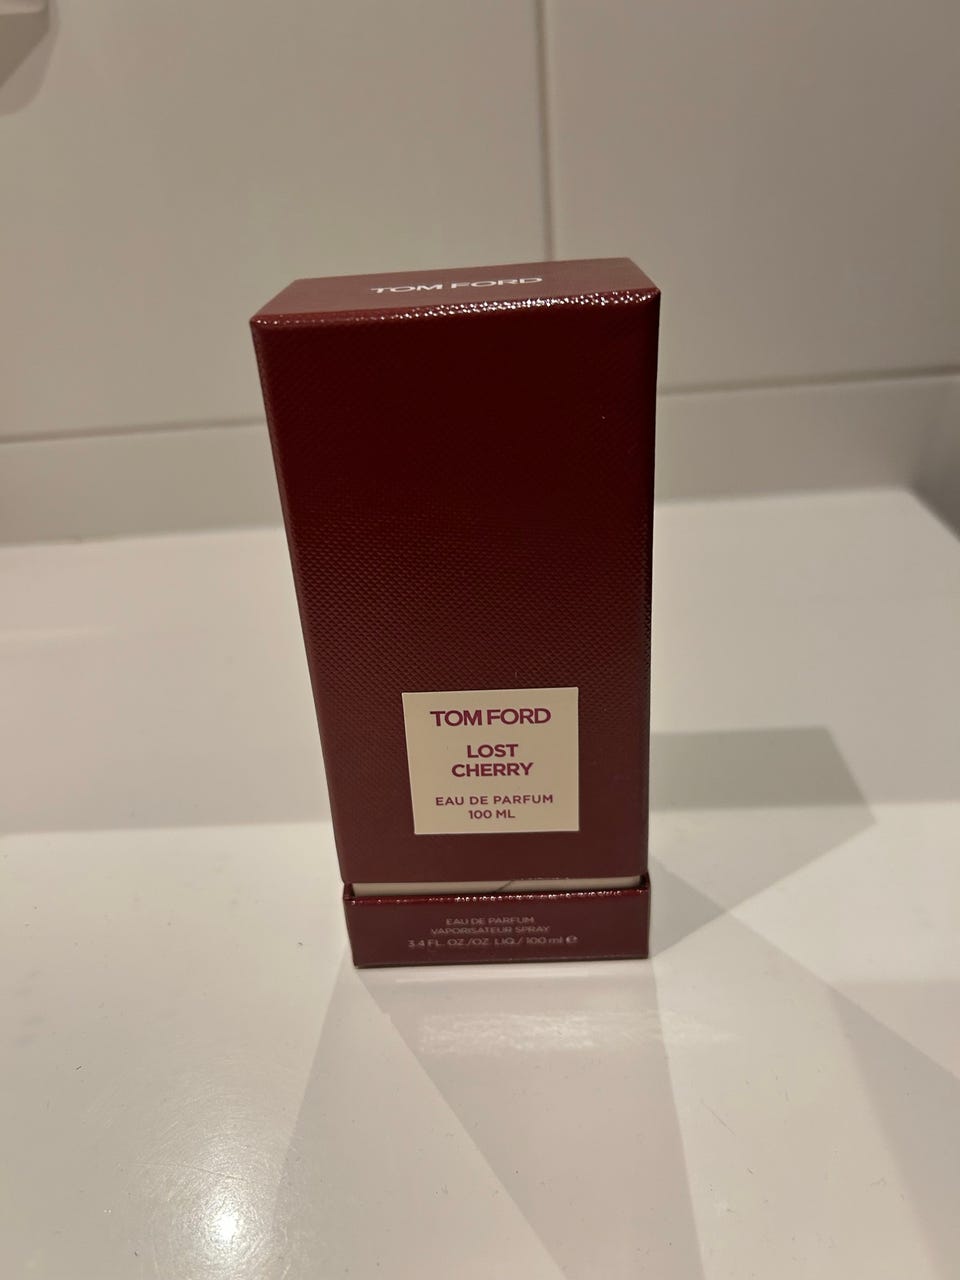 TOM FORD
TOM FORD
LOST
CHERRY
EAU DE PARFUM
100 ML
EAU DE PARFUM
VAPORISATEUR SPRAY
3.4 FL. OZ./OZ. LIQ./ 100 ml ℮